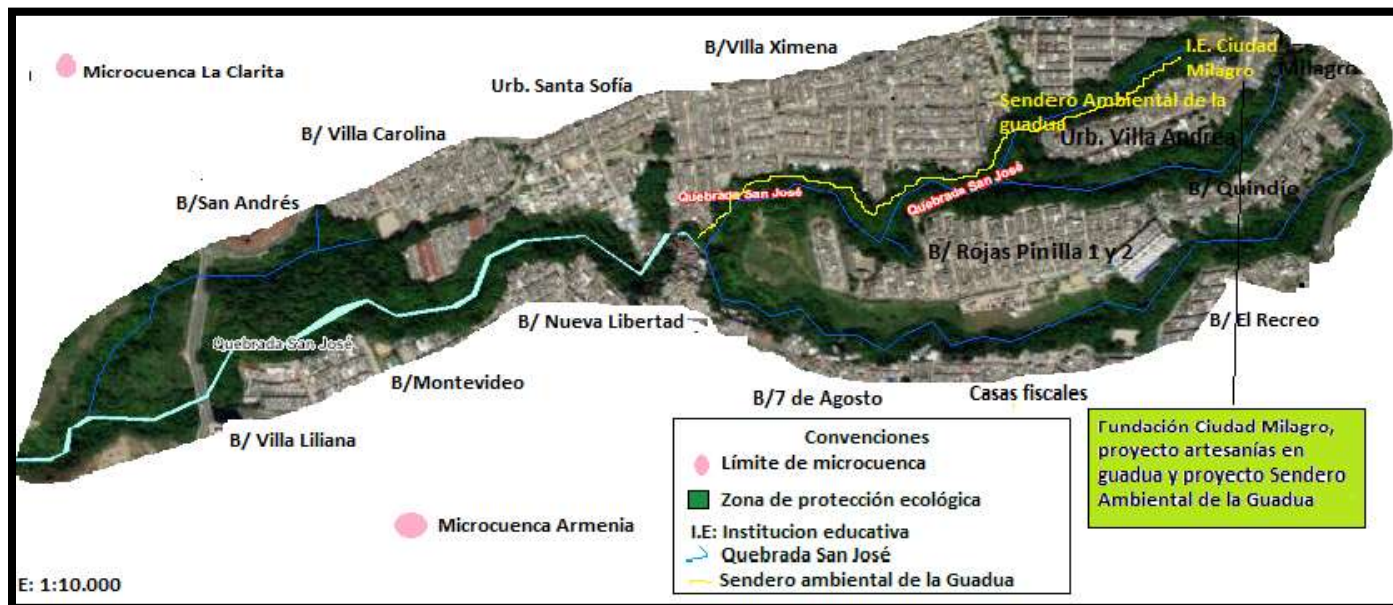 B/VIlla Ximena
I.E. Ciudad
Milagro
Milagro
Microcuenca La Clarita
Urb. Santa Sofía
Sendero Ambiental de la
guadua
B/ Villa Carolina
Urb. Villa Andrea
B/San Andrés
Quebrada San José
Quebrada San José
B/ Quindío
B/ Rojas Pinilla 1 y 2
B/ Nueva Libertad
B/ El Recreo
Quebrada San José
B/Montevideo
B/7 de Agosto
Casas fiscales
B/ Villa Liliana
Fundación Ciudad Milagro,
proyecto artesanías en
guadua y proyecto Sendero
Ambiental de la Guadua
Convenciones
Límite de microcuenca
Zona de protección ecológica
I.E: Institucion educativa
Quebrada San José
Sendero ambiental de la Guadua
Microcuenca Armenia
E: 1:10.000